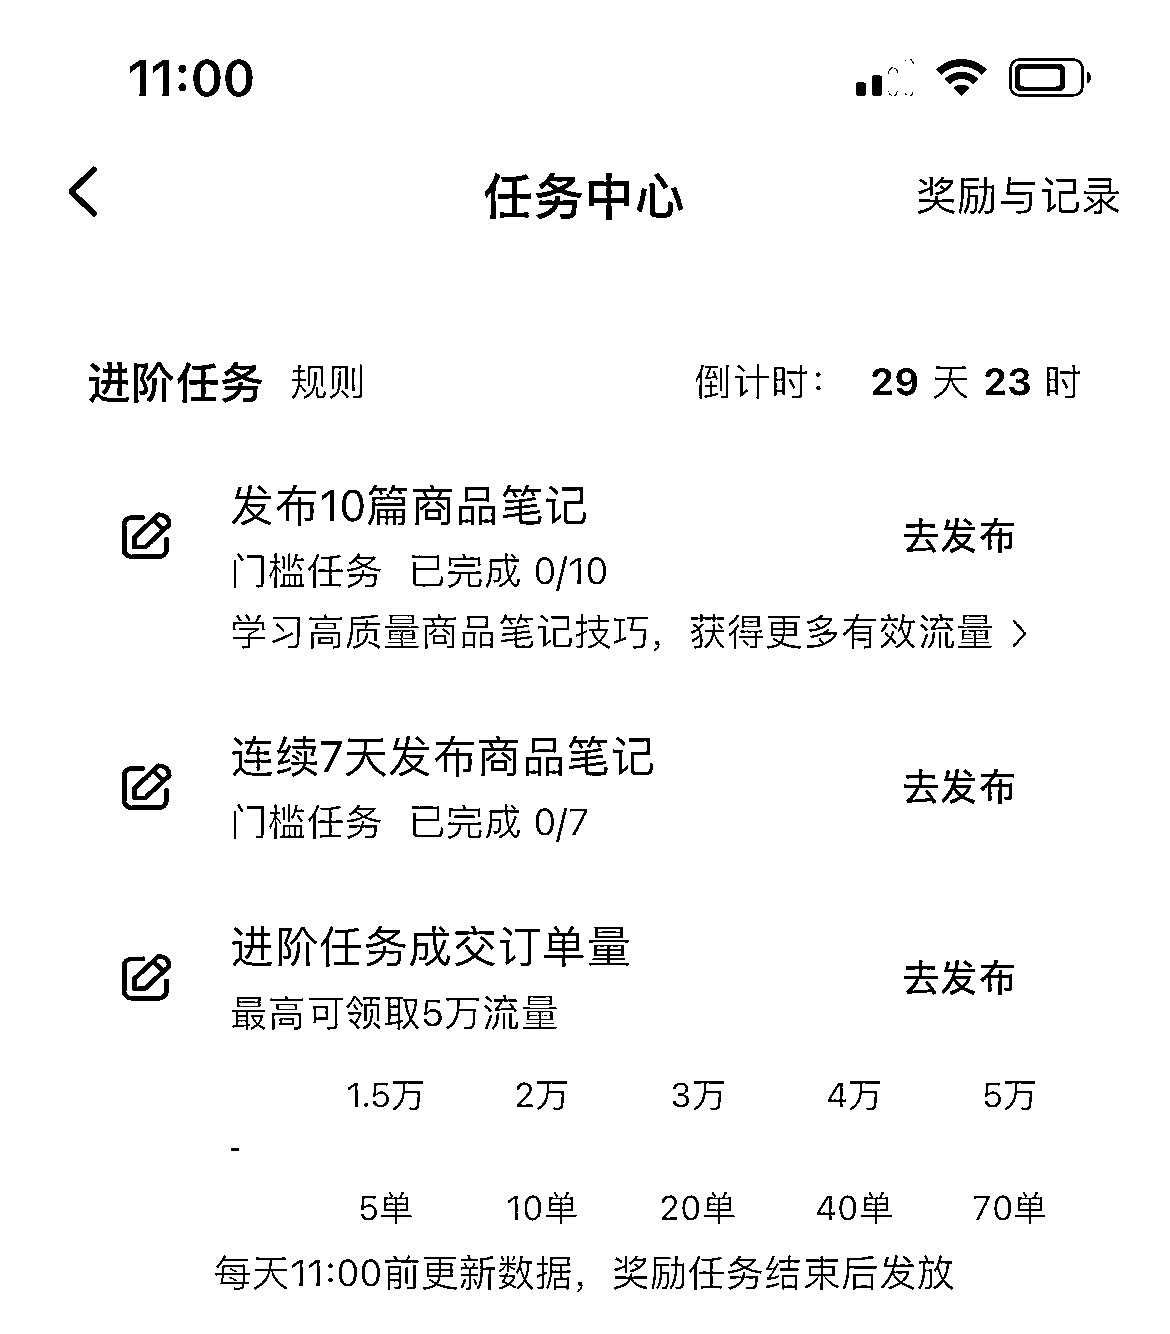 11:00
任务中心 奖励与记录
进阶任务 规则 倒计时： 29 天 23 时
发布10篇商品笔记
去发布
门槛任务 已完成 0/10
学习高质量商品笔记技巧，获得更多有效流量 >
连续7天发布商品笔记
去发布
门槛任务 已完成 0/7
进阶任务成交订单量
去发布
最高可领取5万流量
1.5万 2万 3万 4万 5万
-
5单 10单 20单 40单 70单
每天11:00前更新数据，奖励任务结束后发放